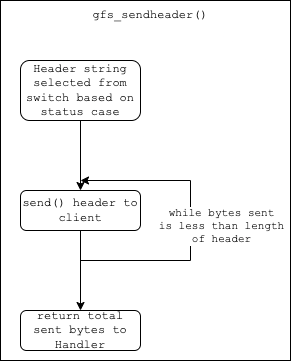 gfs_sendheader()
Header string
selected from
switch based on
status case
send() header to
client
while bytes sent
is less than length
of header
return total
sent bytes to
Handler